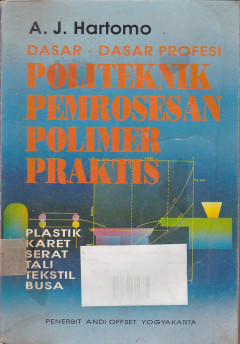 A. J. Hartomo
DASAR - DASAR PROFESI
POLITEKNIK
PEMROSESAN
POLIMER
PRAKTIS
PLASTIK
KARET
SERAT
TALI
TEKSTIL
BUSA
PENERBIT ANDI OFFSET YOGYAKARTA